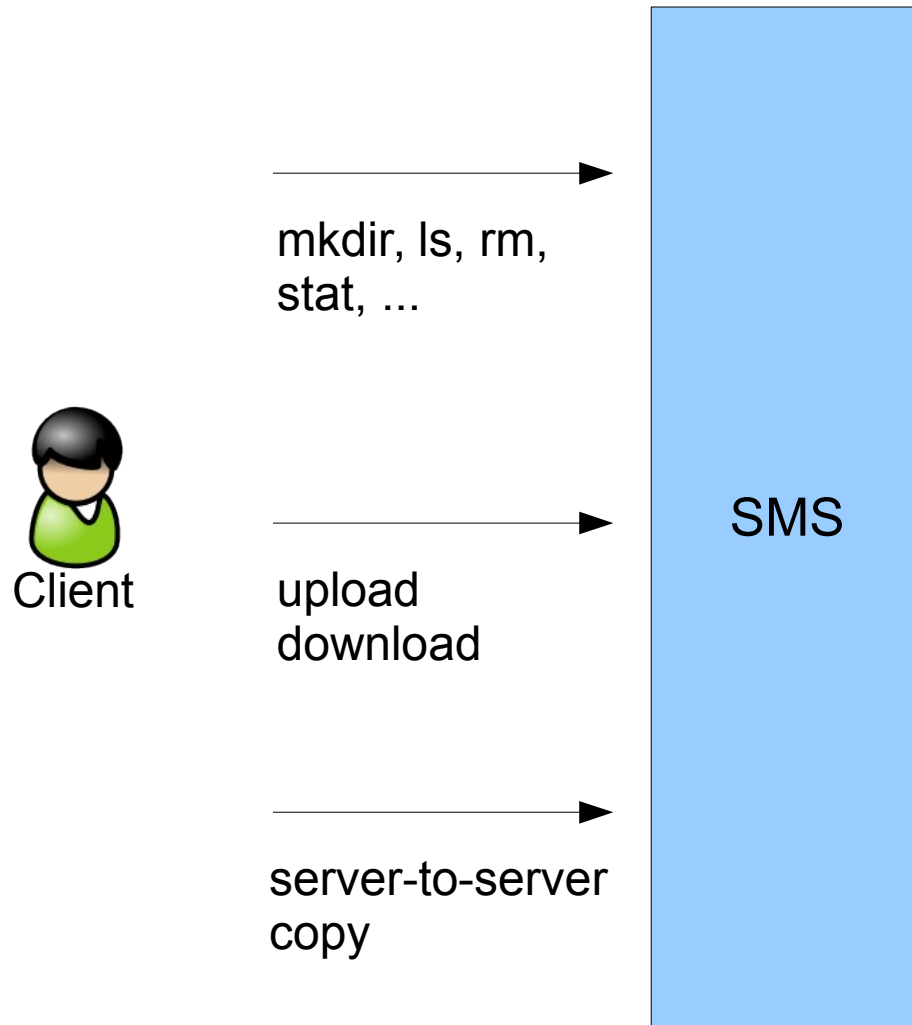 mkdir, ls, rm,
stat, ...
Client
upload
download
SMS
server-to-server
copy